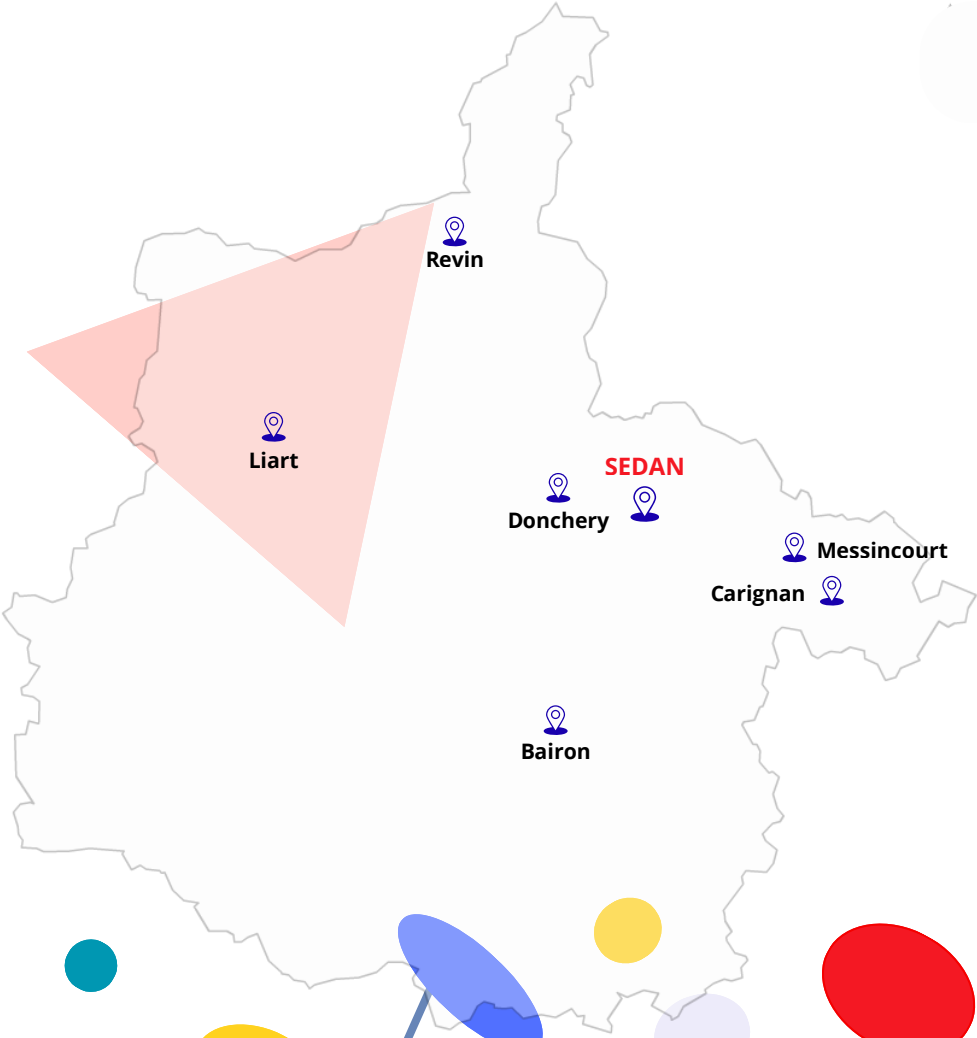 Revin
Liart
SEDAN
Donchery
Messincourt
Carignan
Bairon